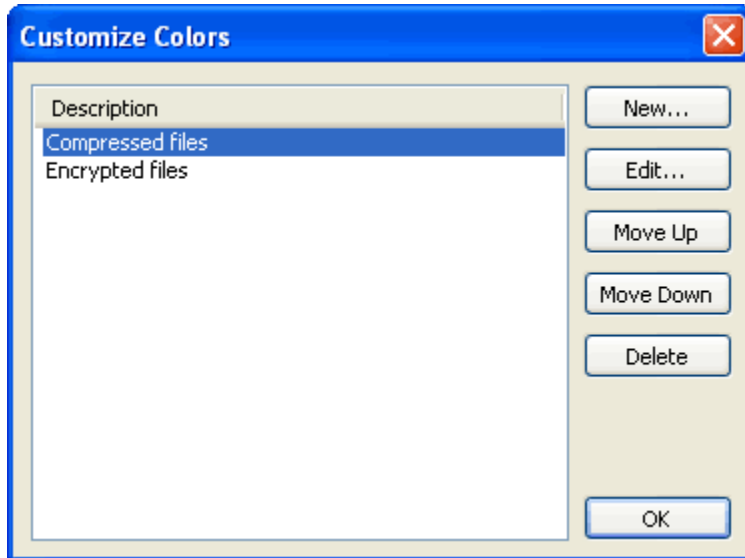 Customize Colors
Description
Compressed files
Encrypted files
New...
Edit...
Move Up
Move Down
Delete
OK